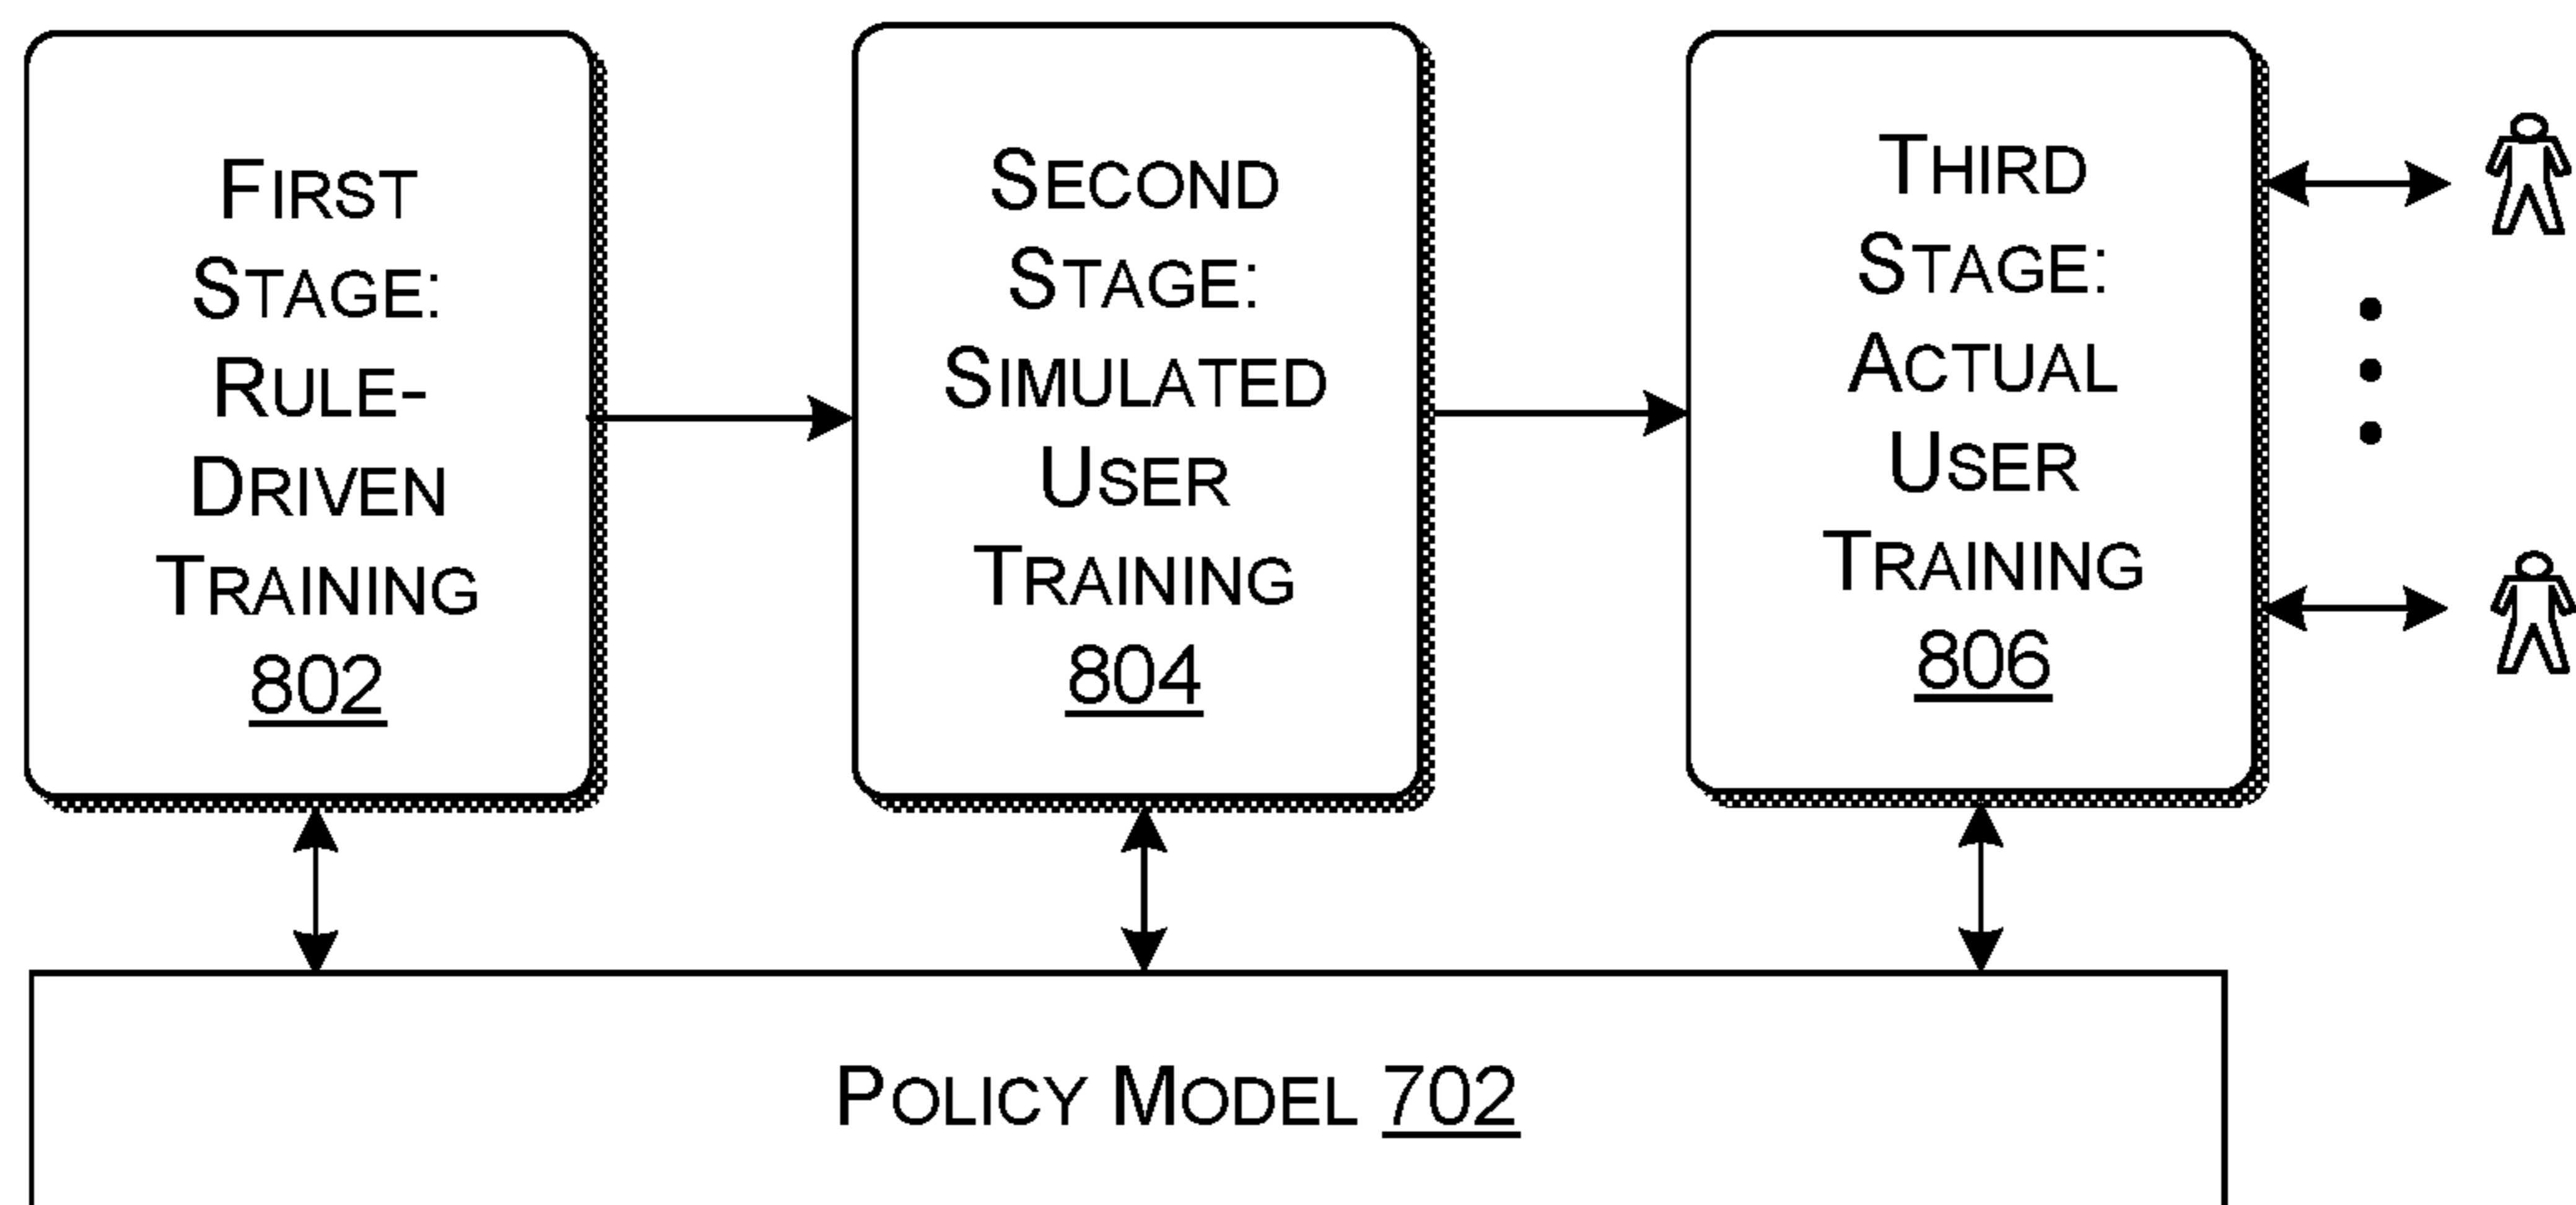 FIRST
STAGE:
RULE-
DRIVEN
TRAINING
802
SECOND
STAGE:
SIMULATED
USER
TRAINING
804
THIRD
STAGE:
ACTUAL
USER
TRAINING
806
POLICY MODEL 702